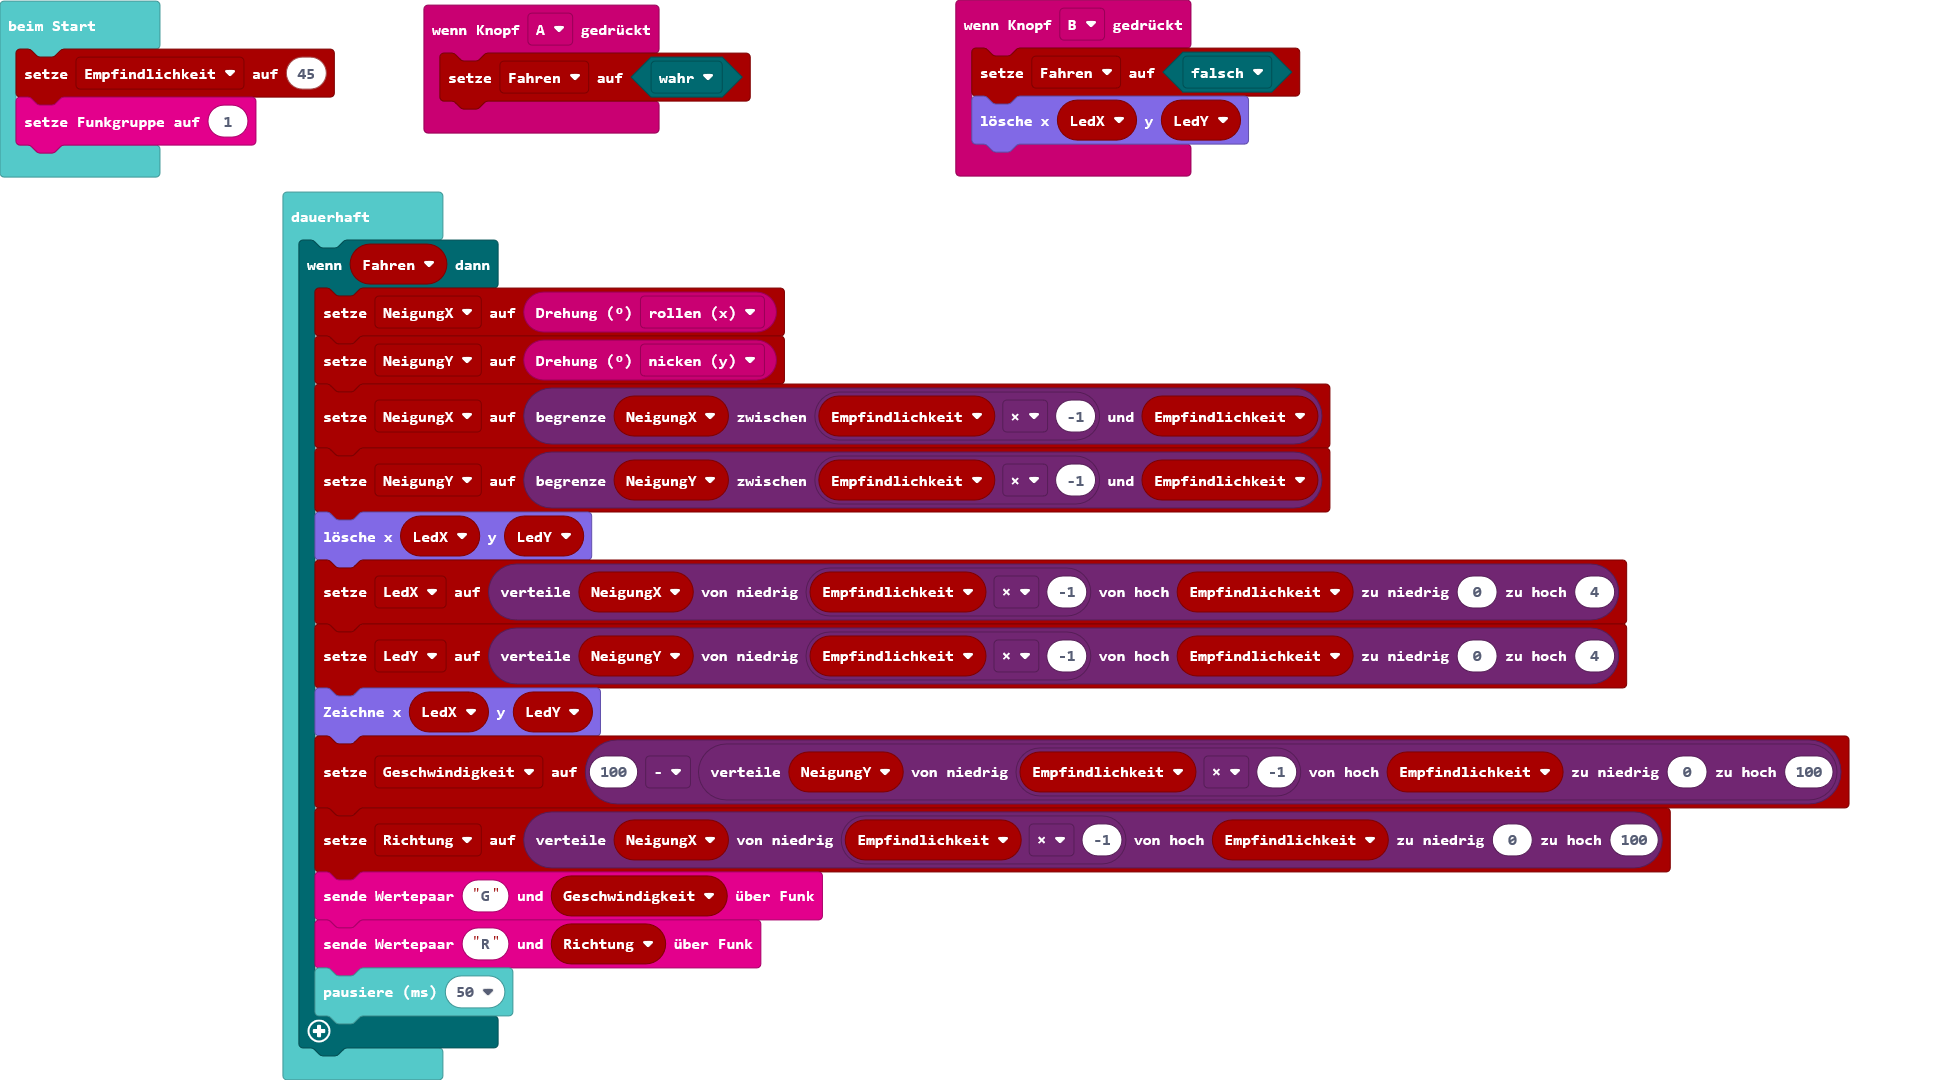 beim Start
setze Empfindlichkeit auf 45
setze Funkgruppe auf 1
wenn Knopf A gedrückt
setze Fahren auf wahr
wenn Knopf B gedrückt
setze Fahren auf falsch
lösche x LedX y LedY
dauerhaft
wenn Fahren dann
setze NeigungX auf Drehung (º) rollen (x)
setze NeigungY auf Drehung (º) nicken (y)
setze NeigungX auf begrenze NeigungX zwischen Empfindlichkeit × -1 und Empfindlichkeit
setze NeigungY auf begrenze NeigungY zwischen Empfindlichkeit × -1 und Empfindlichkeit
lösche x LedX y LedY
setze LedX auf verteile NeigungX von niedrig Empfindlichkeit × -1 von hoch Empfindlichkeit zu niedrig 0 zu hoch 4
setze LedY auf verteile NeigungY von niedrig Empfindlichkeit × -1 von hoch Empfindlichkeit zu niedrig 0 zu hoch 4
Zeichne x LedX y LedY
setze Geschwindigkeit auf 100 - verteile NeigungY von niedrig Empfindlichkeit × -1 von hoch Empfindlichkeit zu niedrig 0 zu hoch 100
setze Richtung auf verteile NeigungX von niedrig Empfindlichkeit × -1 von hoch Empfindlichkeit zu niedrig 0 zu hoch 100
sende Wertepaar "G" und Geschwindigkeit über Funk
sende Wertepaar "R" und Richtung über Funk
pausiere (ms) 50